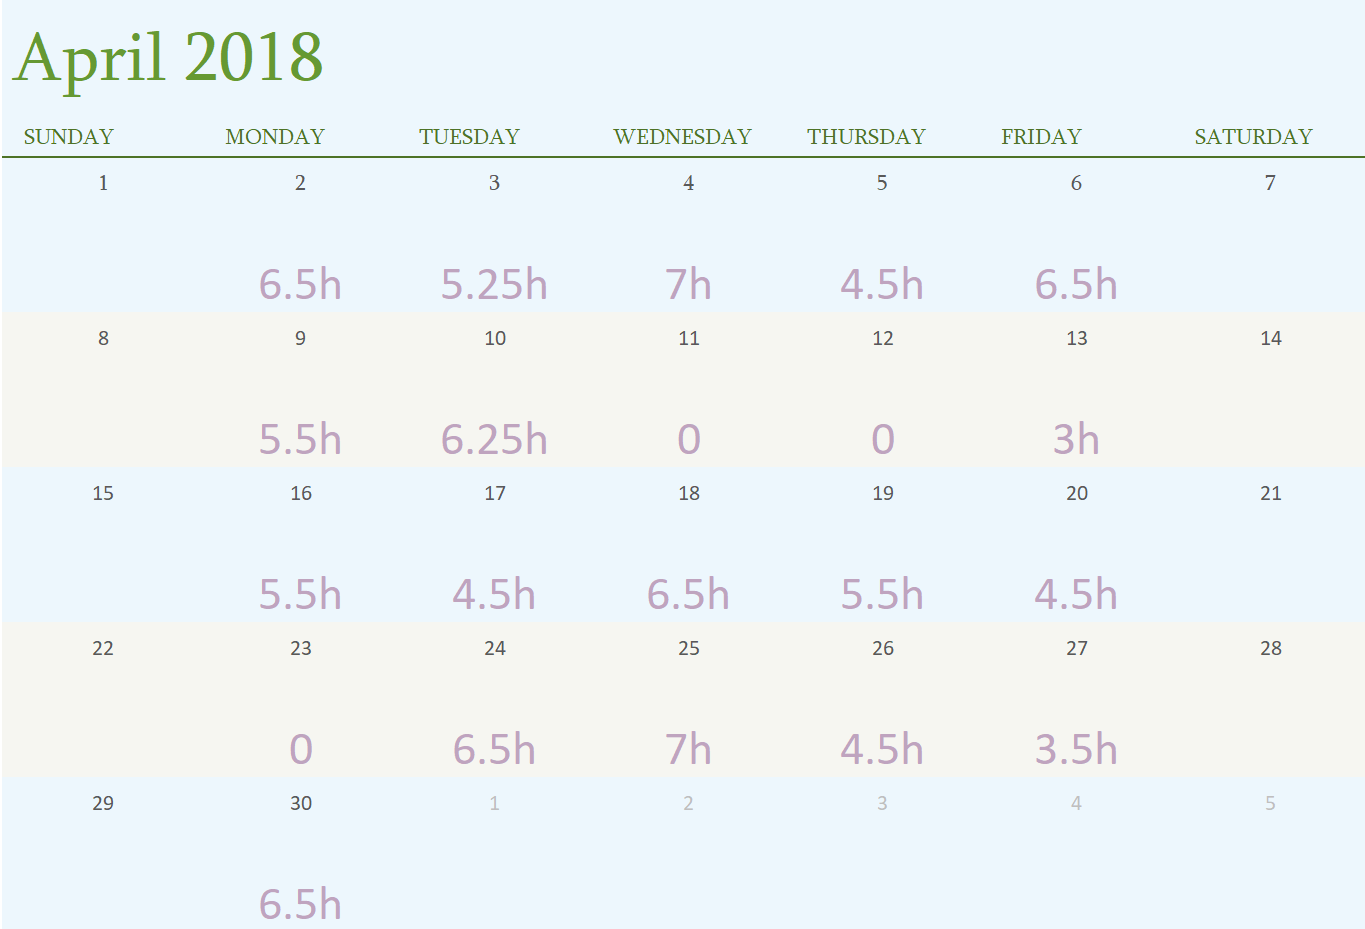 April 2018
SUNDAY MONDAY TUESDAY WEDNESDAY THURSDAY FRIDAY SATURDAY
1 2 3 4 5 6 7
6.5h 5.25h 7h 4.5h 6.5h
8 9 10 11 12 13 14
5.5h 6.25h 0 0 3h
15 16 17 18 19 20 21
5.5h 4.5h 6.5h 5.5h 4.5h
22 23 24 25 26 27 28
0 6.5h 7h 4.5h 3.5h
29 30 1 2 3 4 5
6.5h